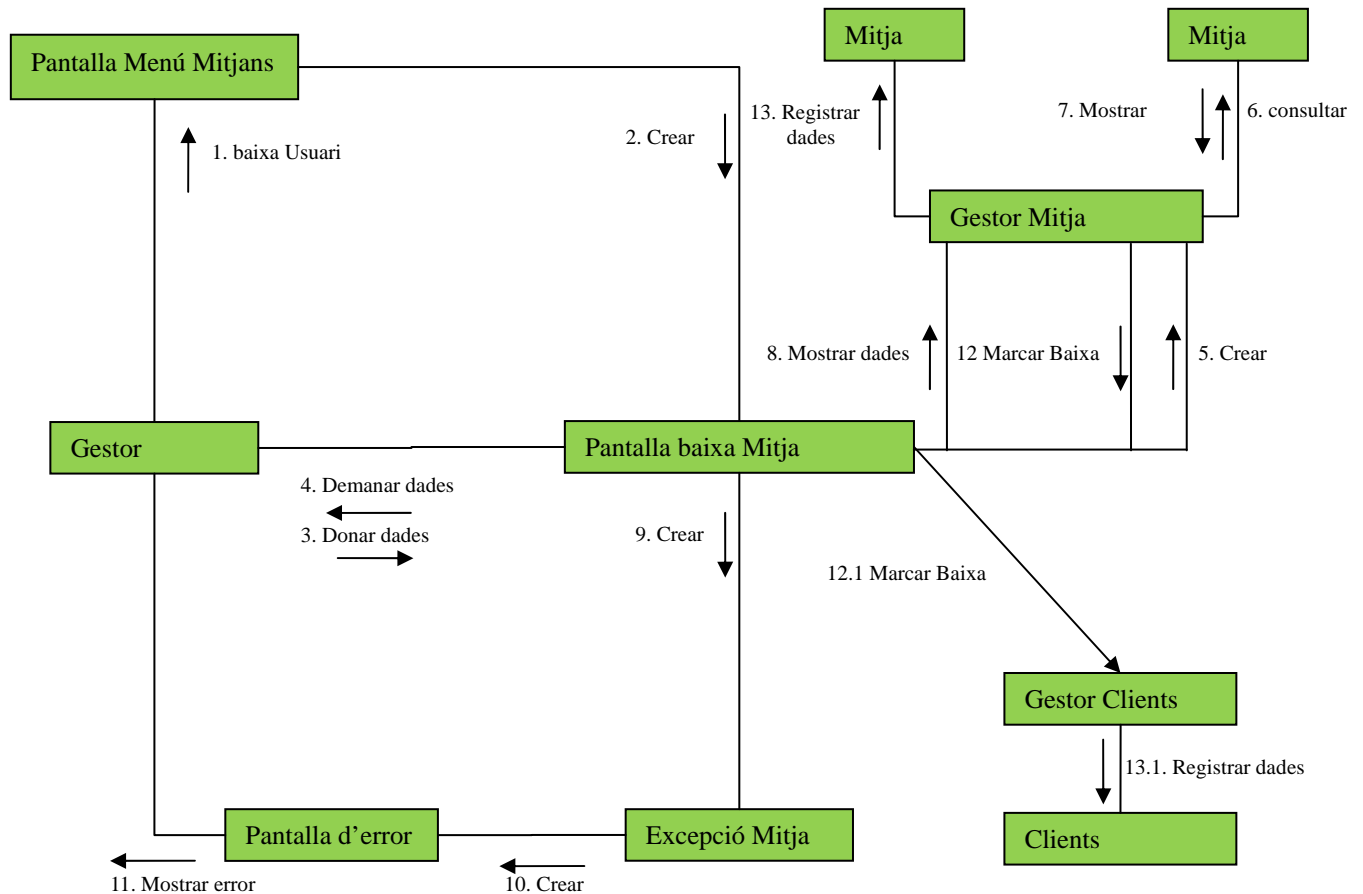 Mitja
Mitja
Pantalla Menú Mitjans
13. Registrar
dades
7. Mostrar
6. consultar
1. baixa Usuari
2. Crear
Gestor Mitja
8. Mostrar dades
12 Marcar Baixa
5. Crear
Gestor
Pantalla baixa Mitja
4. Demanar dades
3. Donar dades
9. Crear
12.1 Marcar Baixa
Gestor Clients
13.1. Registrar dades
Pantalla d’error
Excepció Mitja
Clients
11. Mostrar error
10. Crear